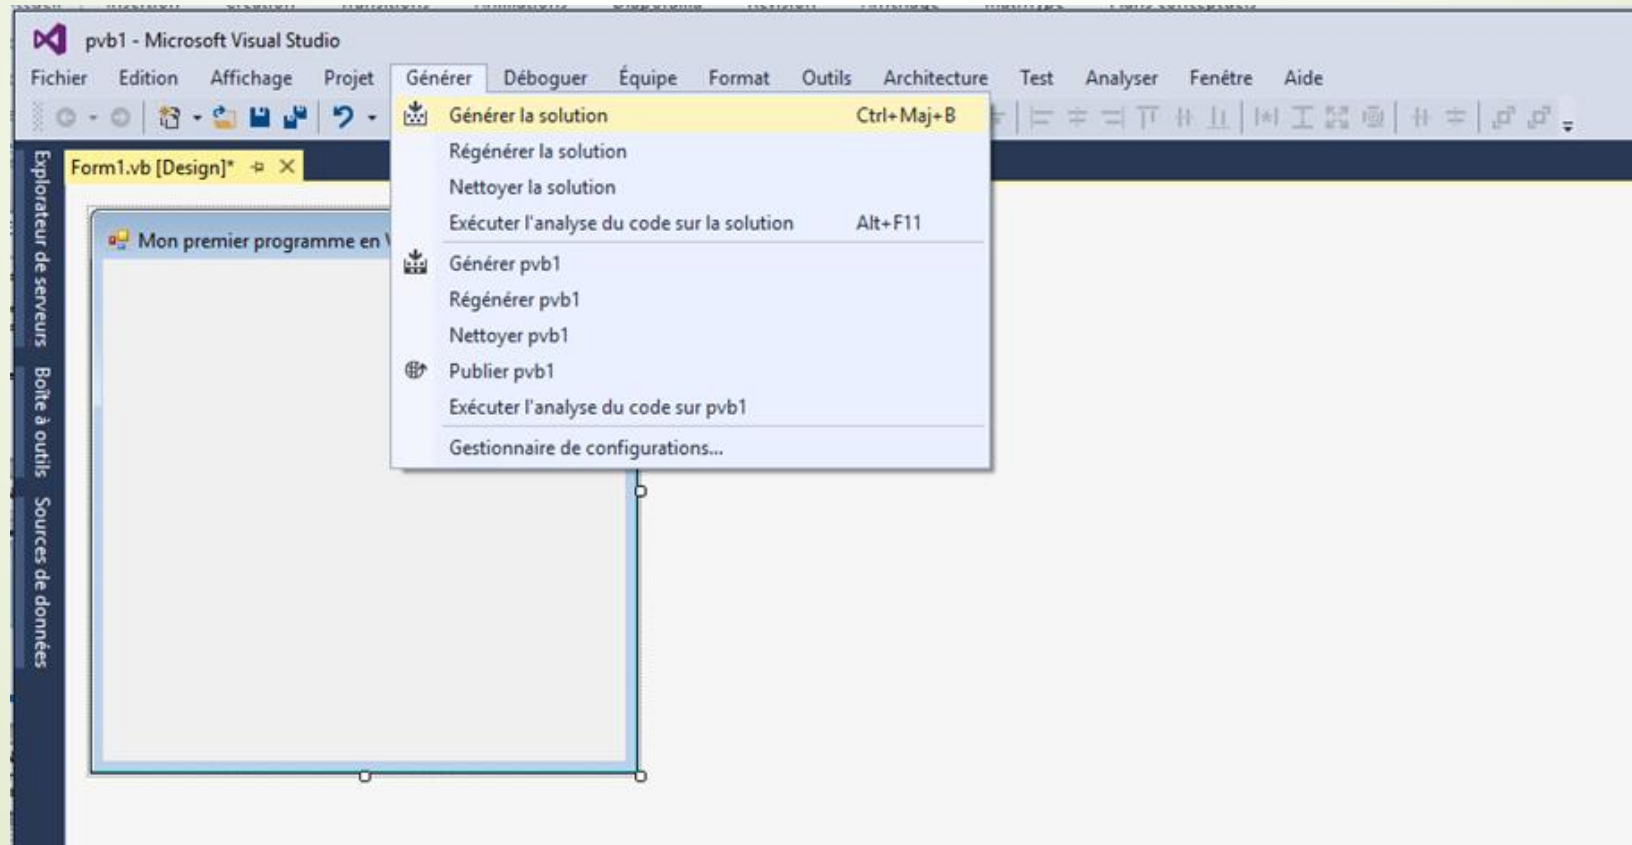 pvb1 - Microsoft Visual Studio
Fichier Edition Affichage Projet Générer Déboguer Équipe Format Outils Architecture Test Analyser Fenêtre Aide
Générer la solution Ctrl+Maj+B
Régénérer la solution
Nettoyer la solution
Exécuter l'analyse du code sur la solution Alt+F11
Générer pvb1
Régénérer pvb1
Nettoyer pvb1
Publier pvb1
Exécuter l'analyse du code sur pvb1
Gestionnaire de configurations...
Form1.vb [Design]*
Mon premier programme en
Explorateur de serveurs
Boîte à outils
Sources de données